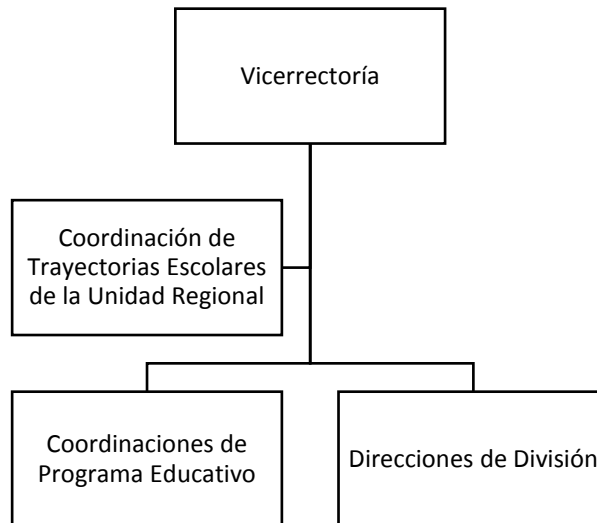 Vicerrectoría
Coordinación de
Trayectorias Escolares
de la Unidad Regional
Coordinaciones de
Programa Educativo
Direcciones de División